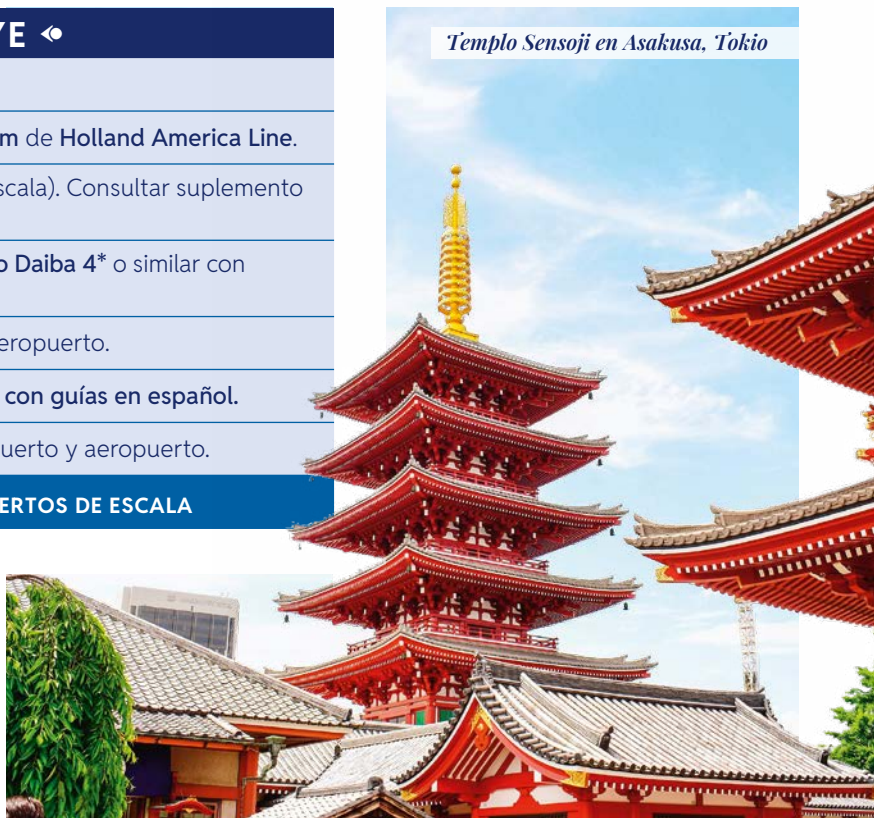 YE
m de Holland America Line.
scala). Consultar suplemento
o Daiba 4* o similar con
eropuerto.
con guías en español.
uerto y aeropuerto.
ERTOS DE ESCALA
Templo Sensoji en Asakusa, Tokio